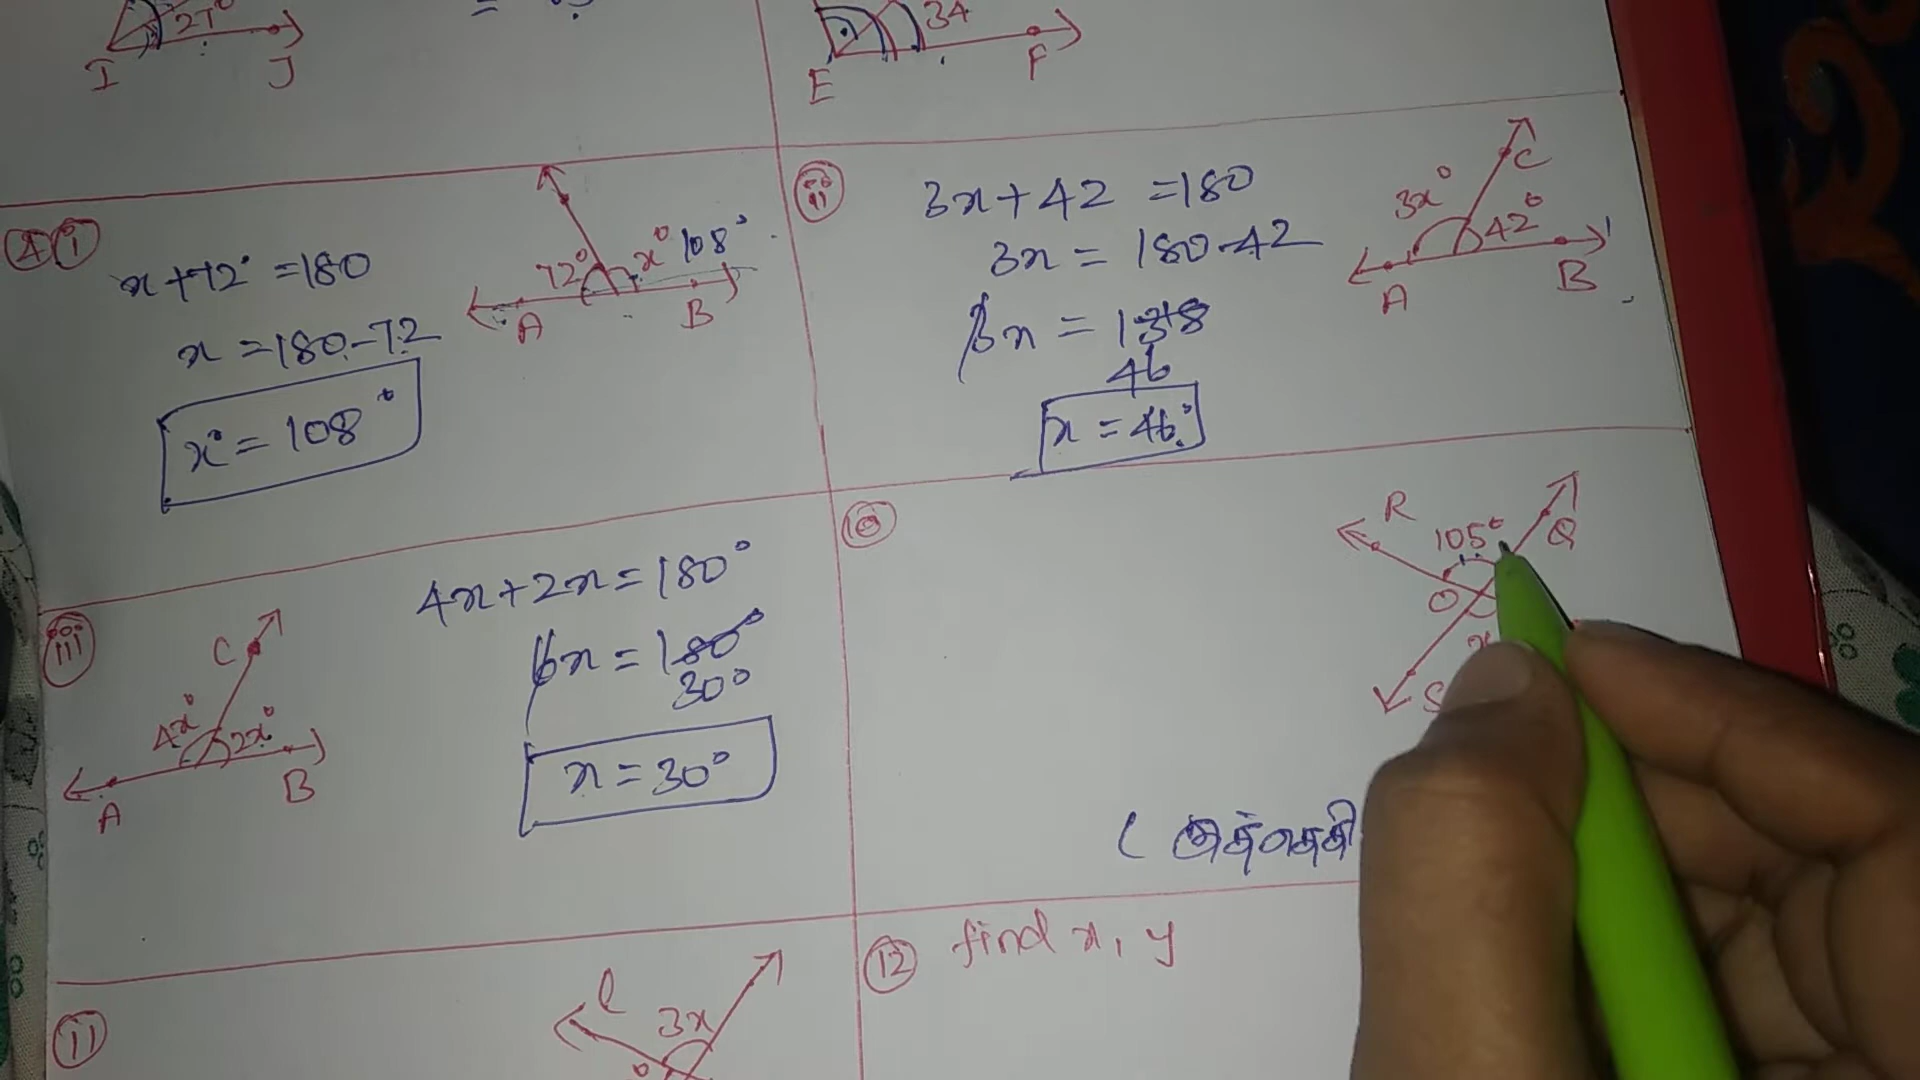 27°
I
J
34
E
F
4 i
x+72° =180
x =180-72
x° = 108°
72°
x° 108°
A
B
ii
3x+42 =180
3x = 180-42
3x = 138
46
x = 46°
3x°
42°
C
A
B
iii
4x+2x=180°
6x = 180°
30°
x = 30°
C
4x°
2x°
A
B
10
R
105°
Q
O
x
S
11
l
3x
12 find x, y